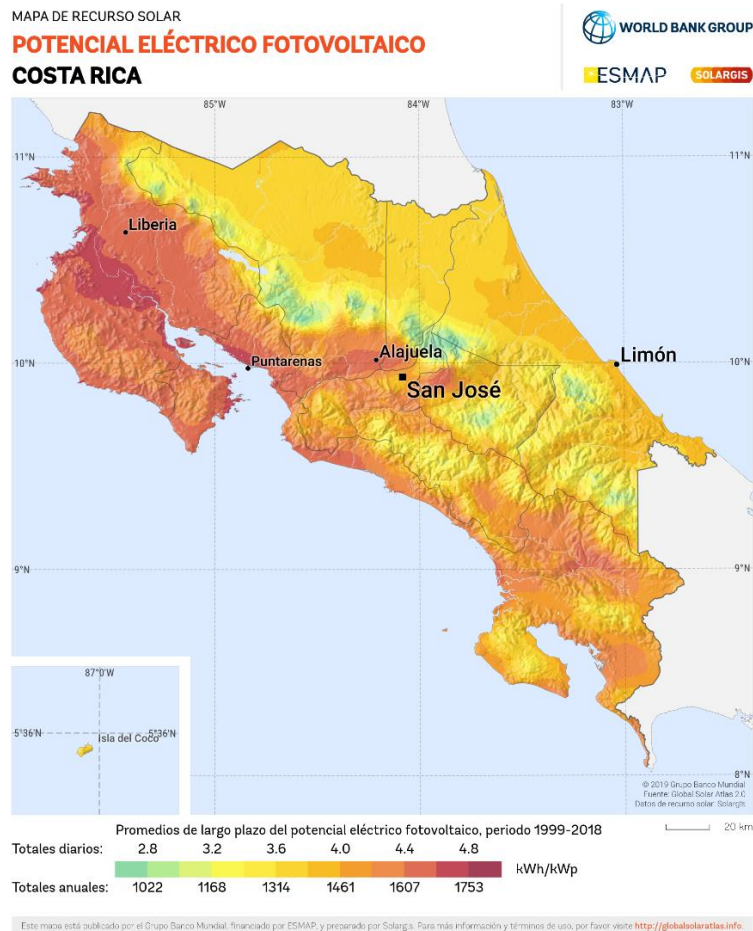 MAPA DE RECURSO SOLAR
POTENCIAL ELÉCTRICO FOTOVOLTAICO
COSTA RICA
WORLD BANK GROUP
ESMAP
SOLARGIS
85°W
84°W
83°W
11°N
11°N
Liberia
10°N
Puntarenas
Alajuela
San José
Limón
10°N
9°N
9°N
87°0'W
5°36'N
5°36'N
Isla del Coco
8°N
© 2019 Grupo Banco Mundial
Fuente: Global Solar Atlas 2.0
Datos de recurso solar: Solargis
20 km
Promedios de largo plazo del potencial eléctrico fotovoltaico, periodo 1999-2018
Totales diarios: 2.8 3.2 3.6 4.0 4.4 4.8
kWh/kWp
Totales anuales: 1022 1168 1314 1461 1607 1753
Este mapa está publicado por el Grupo Banco Mundial, financiado por ESMAP, y preparado por Solargis. Para más información y términos de uso, por favor visite http://globalsolaratlas.info.